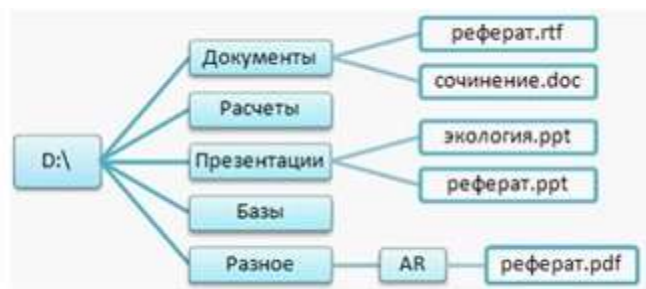 D:\
Документы
реферат.rtf
сочинение.doc
Расчеты
Презентации
экология.ppt
реферат.ppt
Базы
Разное
AR
реферат.pdf